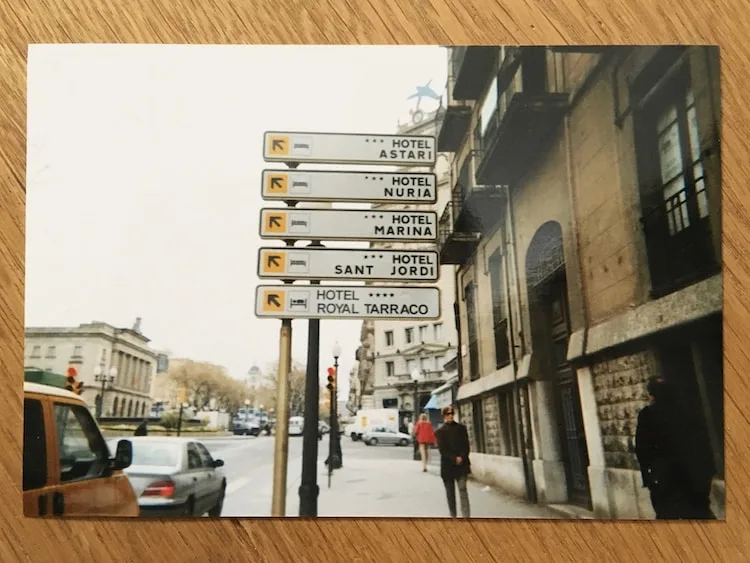 *** HOTEL
ASTARI
*** HOTEL
NURIA
*** HOTEL
MARINA
*** HOTEL
SANT JORDI
HOTEL ****
ROYAL TARRACO